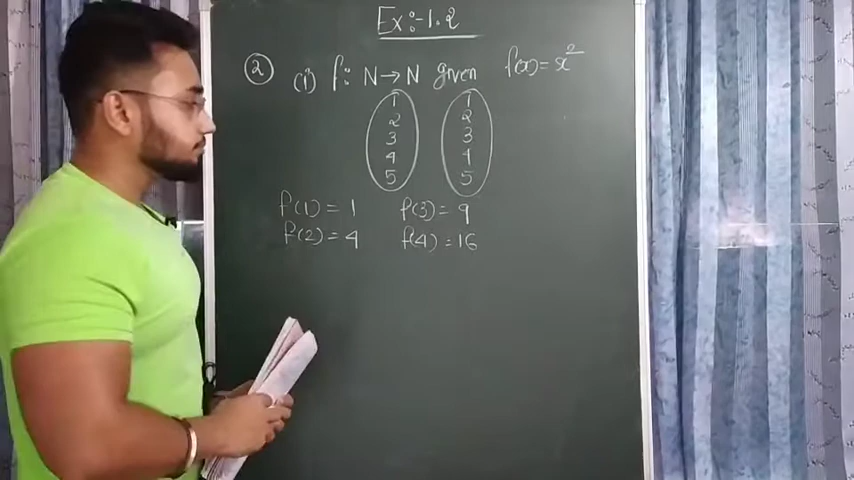 Ex:-1.2
② (i) f: N→N given f(x) = x²
1 1
2 2
3 3
4 4
5 5
f(1) = 1 f(3) = 9
f(2) = 4 f(4) = 16